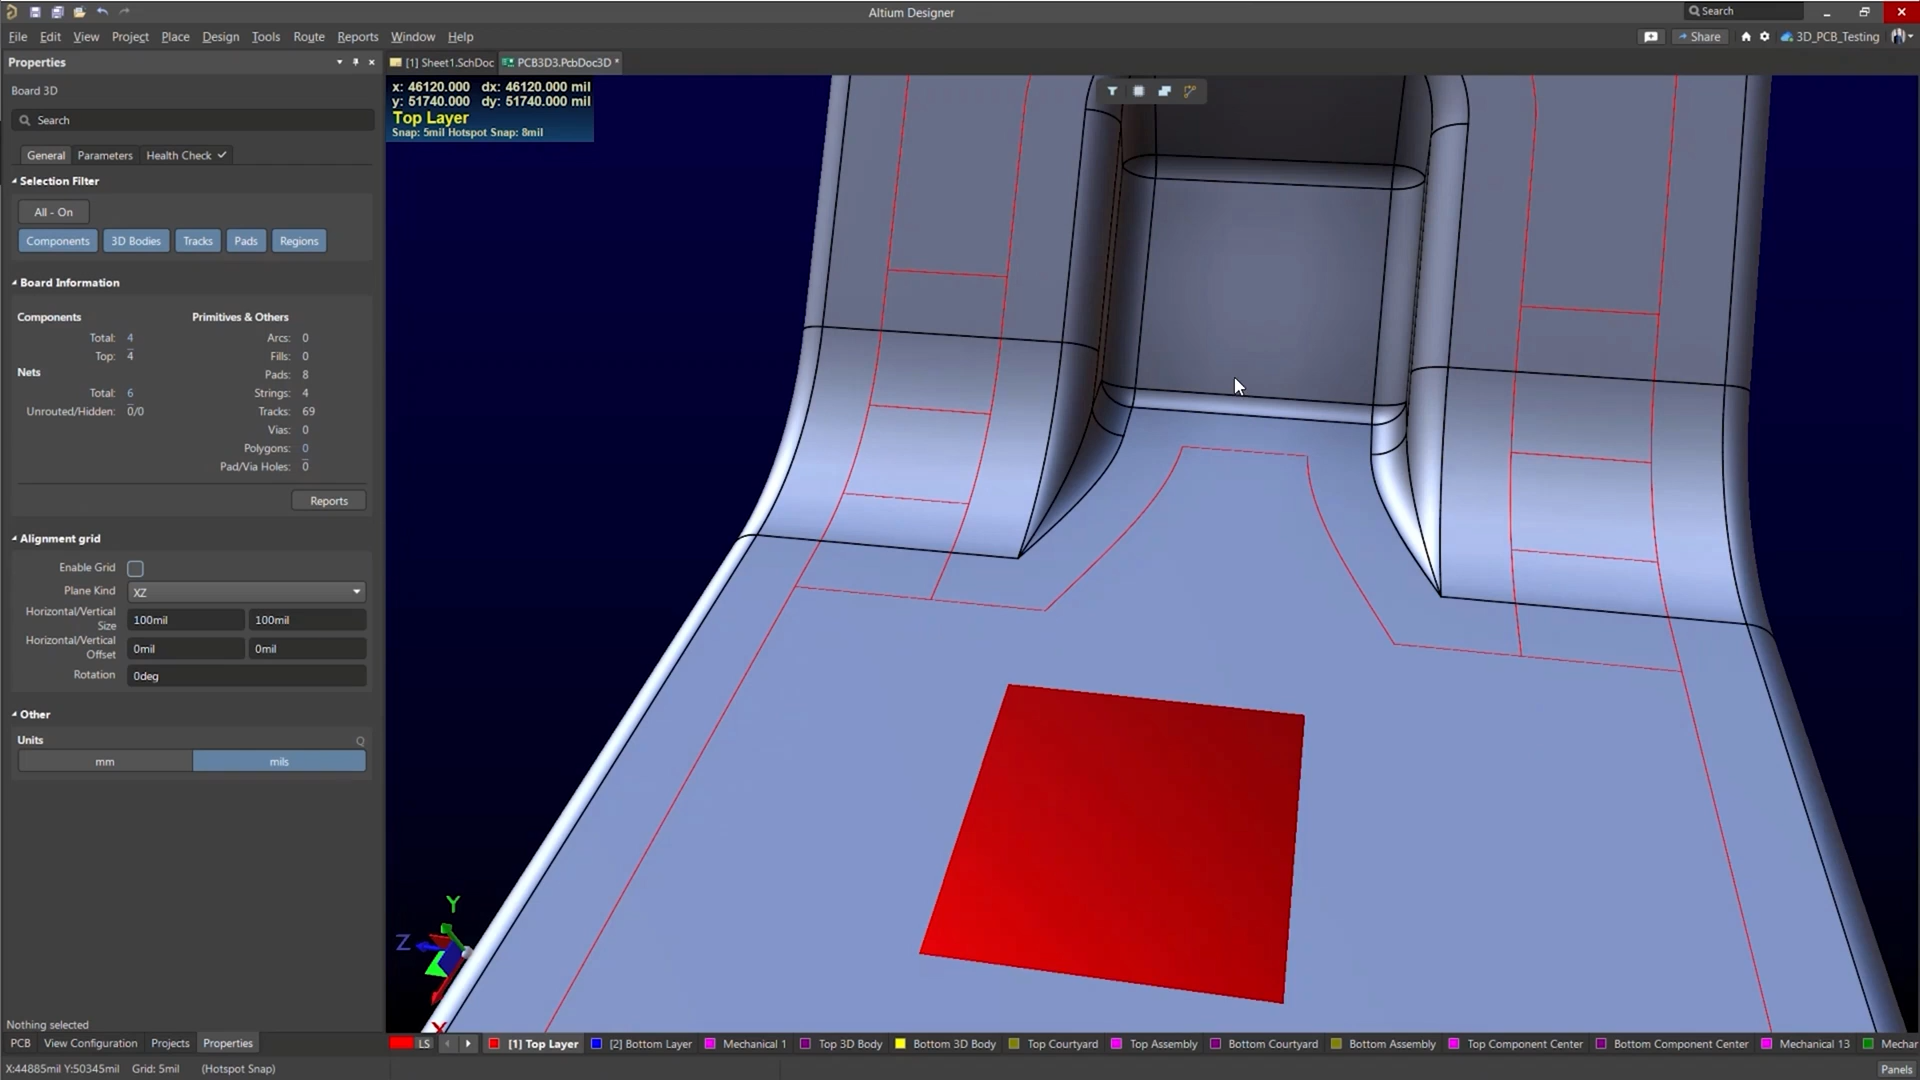 Altium Designer
Search
File Edit View Project Place Design Tools Route Reports Window Help
Share
3D_PCB_Testing
Properties
[1] Sheet1.SchDoc
PCB3D3.PcbDoc3D *
Board 3D
Search
General Parameters Health Check
Selection Filter
All - On
Components 3D Bodies Tracks Pads Regions
Board Information
Components Primitives & Others
Total: 4 Arcs: 0
Top: 4 Fills: 0
Nets Pads: 8
Total: 6 Strings: 4
Unrouted/Hidden: 0/0 Tracks: 69
Vias: 0
Polygons: 0
Pad/Via Holes: 0
Reports
Alignment grid
Enable Grid
Plane Kind XZ
Horizontal/Vertical Size 100mil 100mil
Horizontal/Vertical Offset 0mil 0mil
Rotation 0deg
Other
Units
mm mils
Nothing selected
PCB View Configuration Projects Properties
X:44885mil Y:50345mil Grid: 5mil (Hotspot Snap)
x: 46120.000 dx: 46120.000 mil
y: 51740.000 dy: 51740.000 mil
Top Layer
Snap: 5mil Hotspot Snap: 8mil
Y
Z
X
LS [1] Top Layer [2] Bottom Layer Mechanical 1 Top 3D Body Bottom 3D Body Top Courtyard Top Assembly Bottom Courtyard Bottom Assembly Top Component Center Bottom Component Center Mechanical 13 Mechar
Panels